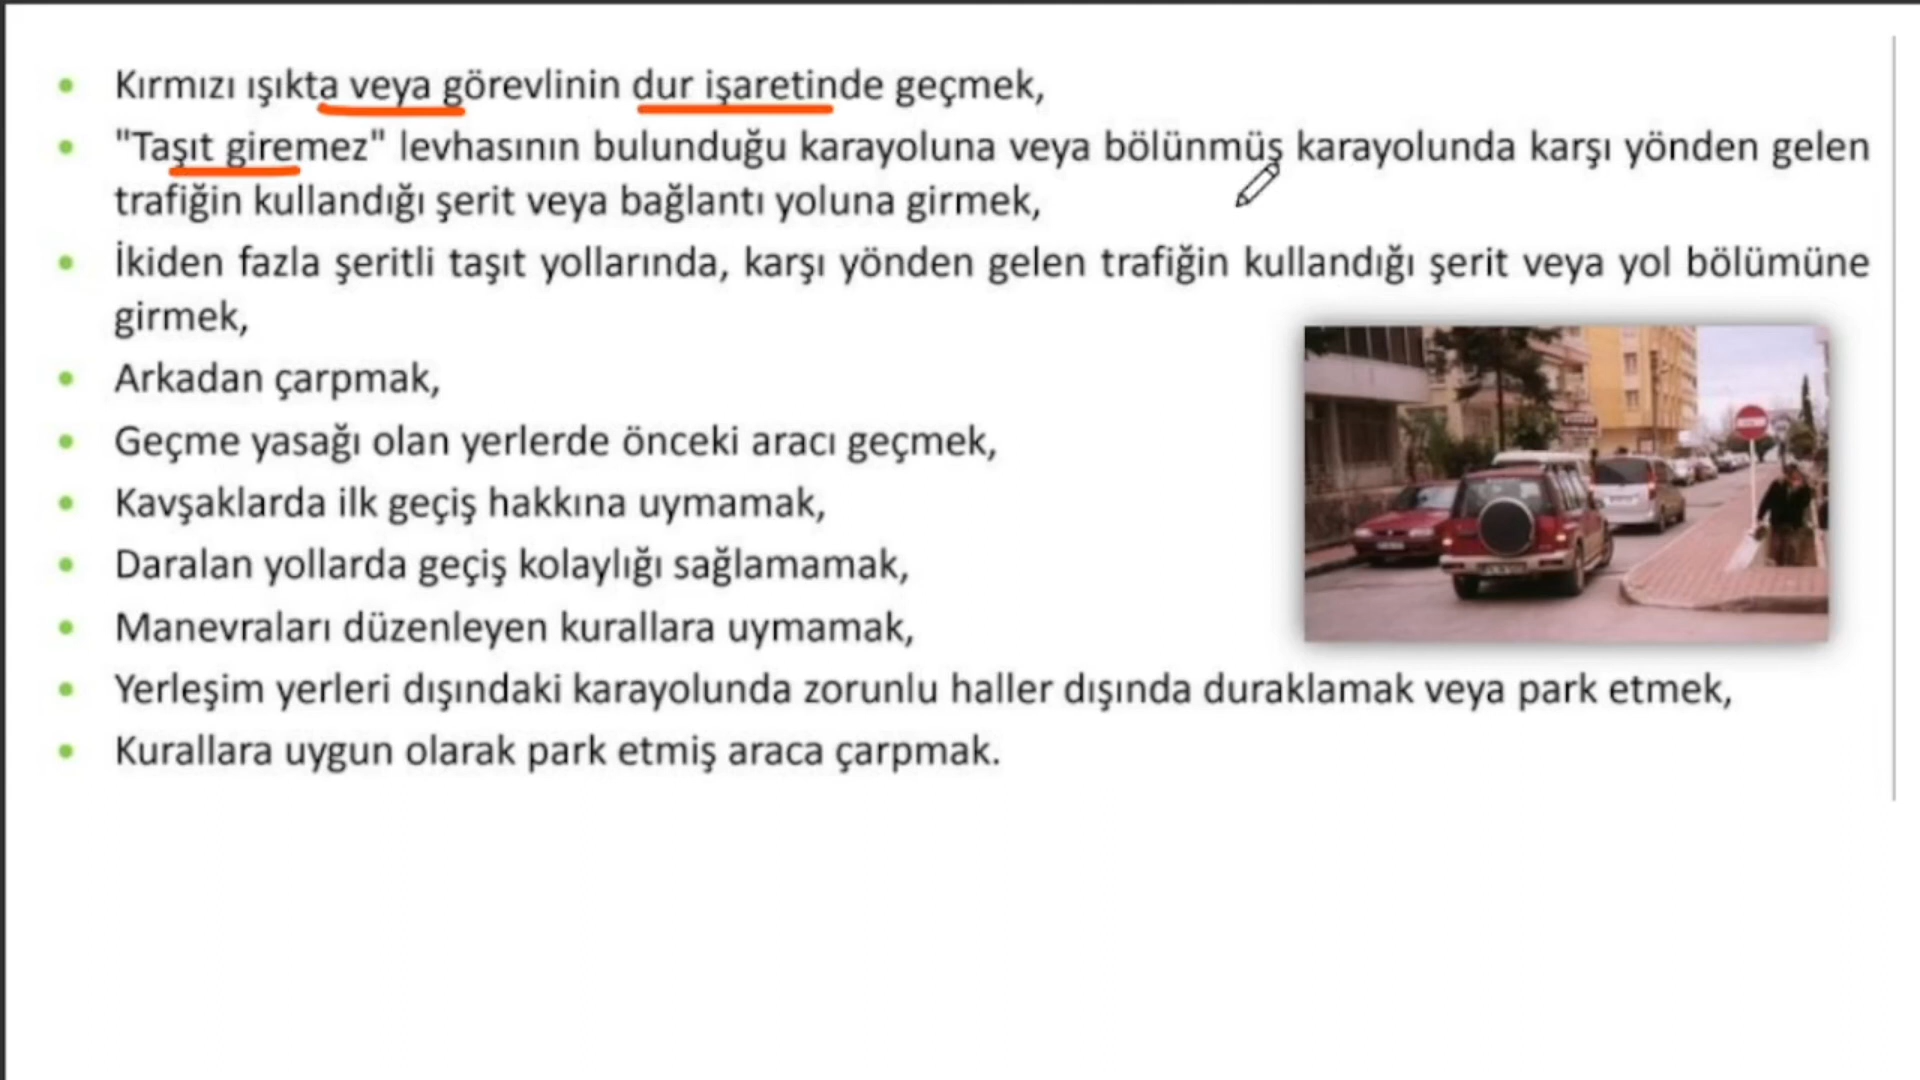 • Kırmızı ışıkta veya görevlinin dur işaretinde geçmek,
• "Taşıt giremez" levhasının bulunduğu karayoluna veya bölünmüş karayolunda karşı yönden gelen
trafiğin kullandığı şerit veya bağlantı yoluna girmek,
• İkiden fazla şeritli taşıt yollarında, karşı yönden gelen trafiğin kullandığı şerit veya yol bölümüne
girmek,
• Arkadan çarpmak,
• Geçme yasağı olan yerlerde önceki aracı geçmek,
• Kavşaklarda ilk geçiş hakkına uymamak,
• Daralan yollarda geçiş kolaylığı sağlamamak,
• Manevraları düzenleyen kurallara uymamak,
• Yerleşim yerleri dışındaki karayolunda zorunlu haller dışında duraklamak veya park etmek,
• Kurallara uygun olarak park etmiş araca çarpmak.